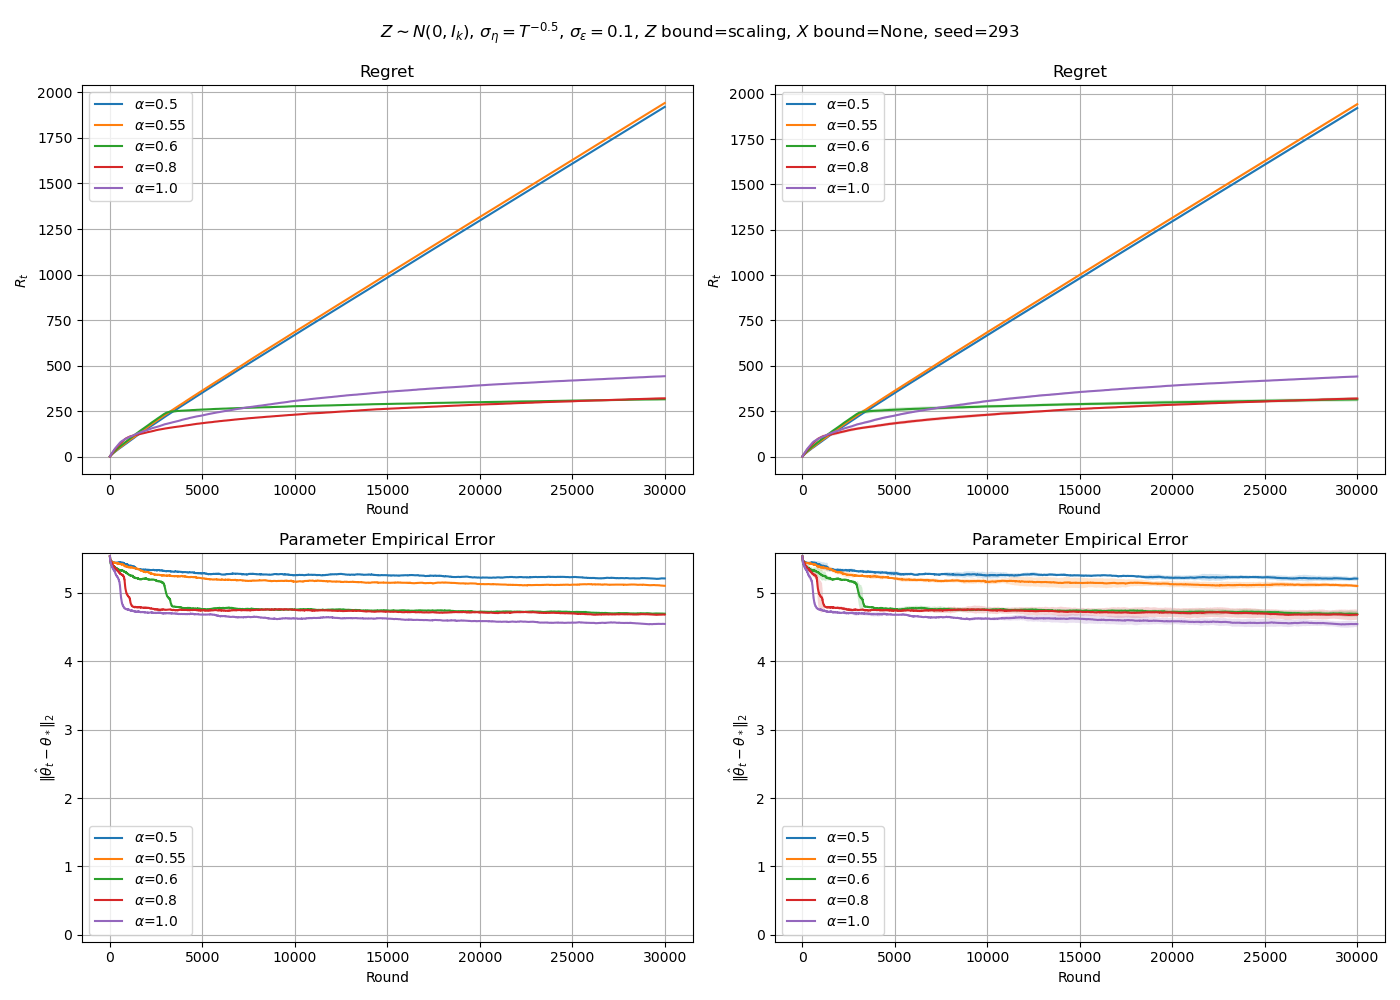 Z ∼ N(0, I_k), σ_η = T^{−0.5}, σ_ε = 0.1, Z bound=scaling, X bound=None, seed=293
Regret
2000
1750
1500
1250
1000
750
500
250
0
R_t
α=0.5
α=0.55
α=0.6
α=0.8
α=1.0
0 5000 10000 15000 20000 25000 30000
Round
Regret
2000
1750
1500
1250
1000
750
500
250
0
R_t
α=0.5
α=0.55
α=0.6
α=0.8
α=1.0
0 5000 10000 15000 20000 25000 30000
Round
Parameter Empirical Error
5
4
3
2
1
0
‖θ̂_t − θ_*‖_2
α=0.5
α=0.55
α=0.6
α=0.8
α=1.0
0 5000 10000 15000 20000 25000 30000
Round
Parameter Empirical Error
5
4
3
2
1
0
‖θ̂_t − θ_*‖_2
α=0.5
α=0.55
α=0.6
α=0.8
α=1.0
0 5000 10000 15000 20000 25000 30000
Round